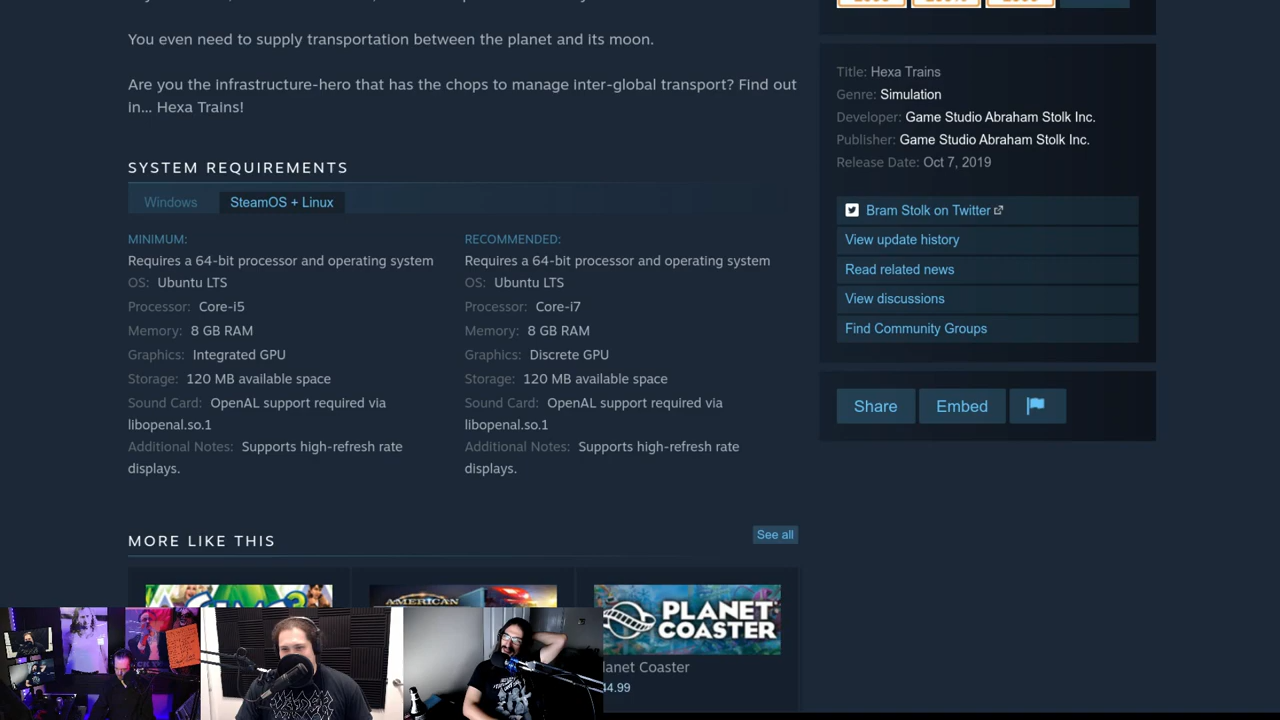 You even need to supply transportation between the planet and its moon.
Are you the infrastructure-hero that has the chops to manage inter-global transport? Find out
in... Hexa Trains!
SYSTEM REQUIREMENTS
Windows
SteamOS + Linux
MINIMUM:
Requires a 64-bit processor and operating system
OS: Ubuntu LTS
Processor: Core-i5
Memory: 8 GB RAM
Graphics: Integrated GPU
Storage: 120 MB available space
Sound Card: OpenAL support required via
libopenal.so.1
Additional Notes: Supports high-refresh rate
displays.
RECOMMENDED:
Requires a 64-bit processor and operating system
OS: Ubuntu LTS
Processor: Core-i7
Memory: 8 GB RAM
Graphics: Discrete GPU
Storage: 120 MB available space
Sound Card: OpenAL support required via
libopenal.so.1
Additional Notes: Supports high-refresh rate
displays.
MORE LIKE THIS
See all
AMERICAN
PLANET
COASTER
lanet Coaster
44.99
Title: Hexa Trains
Genre: Simulation
Developer: Game Studio Abraham Stolk Inc.
Publisher: Game Studio Abraham Stolk Inc.
Release Date: Oct 7, 2019
Bram Stolk on Twitter
View update history
Read related news
View discussions
Find Community Groups
Share
Embed